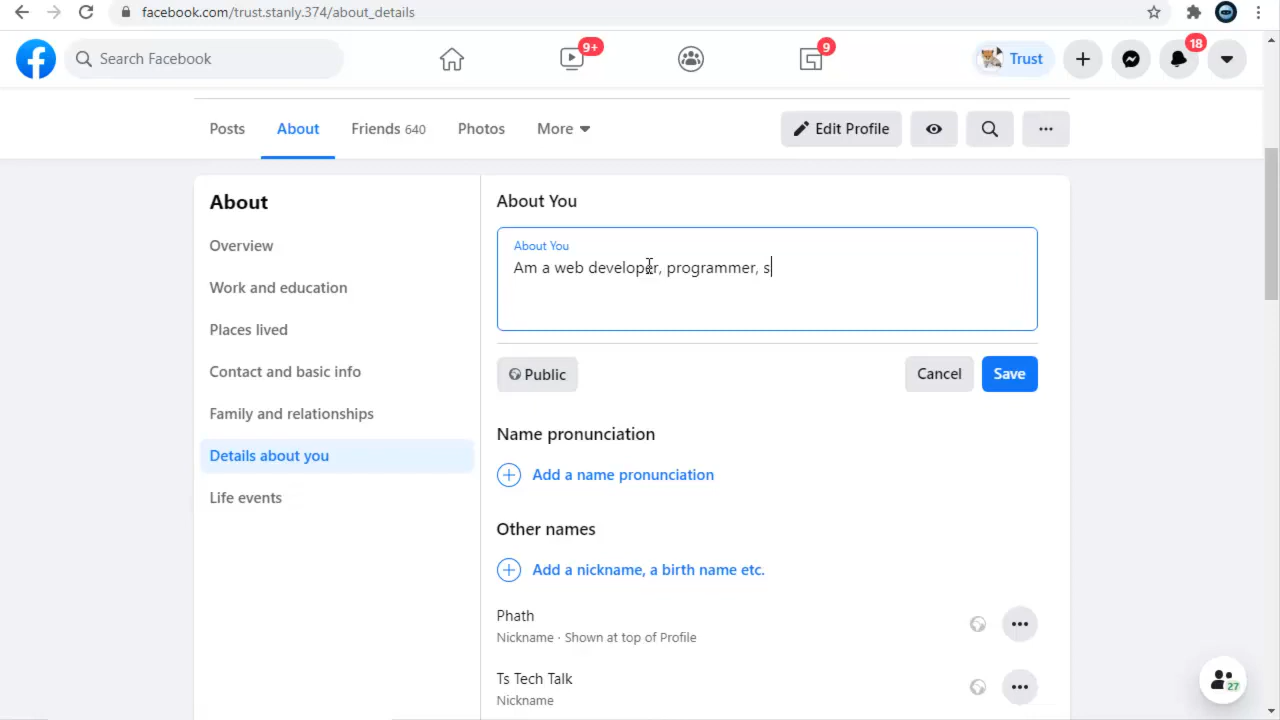 facebook.com/trust.stanly.374/about_details
Search Facebook
9+
9
Trust
18
Posts
About
Friends 640
Photos
More
Edit Profile
About
Overview
Work and education
Places lived
Contact and basic info
Family and relationships
Details about you
Life events
About You
About You
Am a web developer, programmer, s
Public
Cancel
Save
Name pronunciation
Add a name pronunciation
Other names
Add a nickname, a birth name etc.
Phath
Nickname · Shown at top of Profile
Ts Tech Talk
Nickname
27